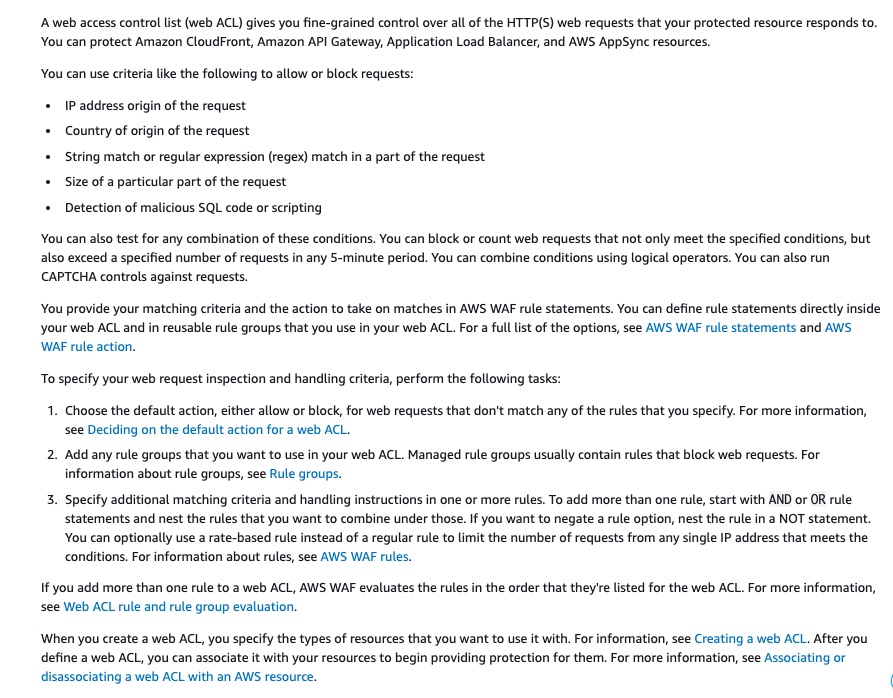 A web access control list (web ACL) gives you fine-grained control over all of the HTTP(S) web requests that your protected resource responds to.
You can protect Amazon CloudFront, Amazon API Gateway, Application Load Balancer, and AWS AppSync resources.
You can use criteria like the following to allow or block requests:
• IP address origin of the request
• Country of origin of the request
• String match or regular expression (regex) match in a part of the request
• Size of a particular part of the request
• Detection of malicious SQL code or scripting
You can also test for any combination of these conditions. You can block or count web requests that not only meet the specified conditions, but
also exceed a specified number of requests in any 5-minute period. You can combine conditions using logical operators. You can also run
CAPTCHA controls against requests.
You provide your matching criteria and the action to take on matches in AWS WAF rule statements. You can define rule statements directly inside
your web ACL and in reusable rule groups that you use in your web ACL. For a full list of the options, see AWS WAF rule statements and AWS
WAF rule action.
To specify your web request inspection and handling criteria, perform the following tasks:
1. Choose the default action, either allow or block, for web requests that don't match any of the rules that you specify. For more information,
see Deciding on the default action for a web ACL.
2. Add any rule groups that you want to use in your web ACL. Managed rule groups usually contain rules that block web requests. For
information about rule groups, see Rule groups.
3. Specify additional matching criteria and handling instructions in one or more rules. To add more than one rule, start with AND or OR rule
statements and nest the rules that you want to combine under those. If you want to negate a rule option, nest the rule in a NOT statement.
You can optionally use a rate-based rule instead of a regular rule to limit the number of requests from any single IP address that meets the
conditions. For information about rules, see AWS WAF rules.
If you add more than one rule to a web ACL, AWS WAF evaluates the rules in the order that they're listed for the web ACL. For more information,
see Web ACL rule and rule group evaluation.
When you create a web ACL, you specify the types of resources that you want to use it with. For information, see Creating a web ACL. After you
define a web ACL, you can associate it with your resources to begin providing protection for them. For more information, see Associating or
disassociating a web ACL with an AWS resource.